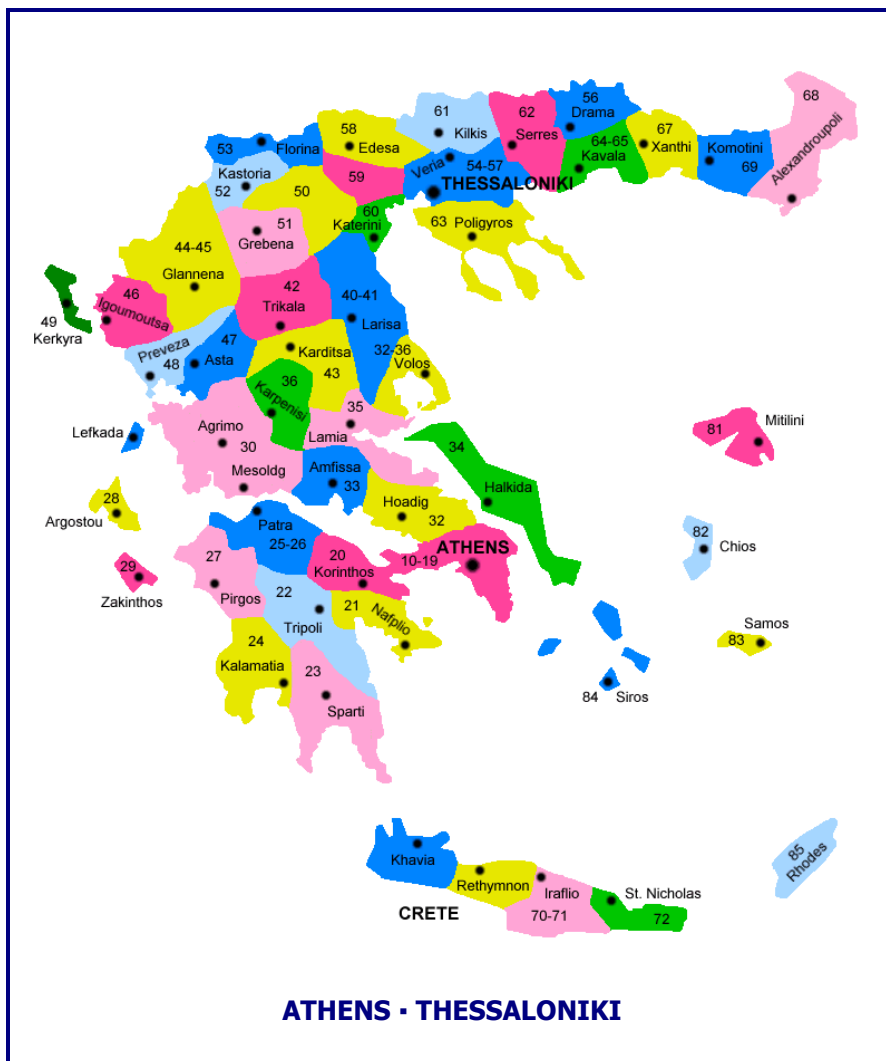 68
61
62
56
Drama
58
Kilkis
Serres
64-65
Kavala
67
Xanthi
Komotini
69
Alexandroupoli
53
Florina
Edesa
Veria
54-57
THESSALONIKI
Kastoria
52
50
59
60
Katerini
63
Poligyros
51
Grebena
44-45
Glannena
46
Igoumoutsa
42
Trikala
40-41
Larisa
49
Kerkyra
Preveza
48
47
Asta
Karditsa
43
32-36
Volos
36
Karpenisi
35
Lamia
Lefkada
Agrimo
30
Mesoldg
Amfissa
33
34
Halkida
81
Mitilini
28
Argostou
Hoadig
32
Patra
25-26
20
Korinthos
10-19
ATHENS
82
Chios
29
Zakinthos
27
Pirgos
22
Tripoli
21
Nafplio
24
Kalamatia
23
Sparti
Samos
83
84
Siros
Khavia
Rethymnon
Iraflio
70-71
St. Nicholas
72
CRETE
85
Rhodes
ATHENS · THESSALONIKI